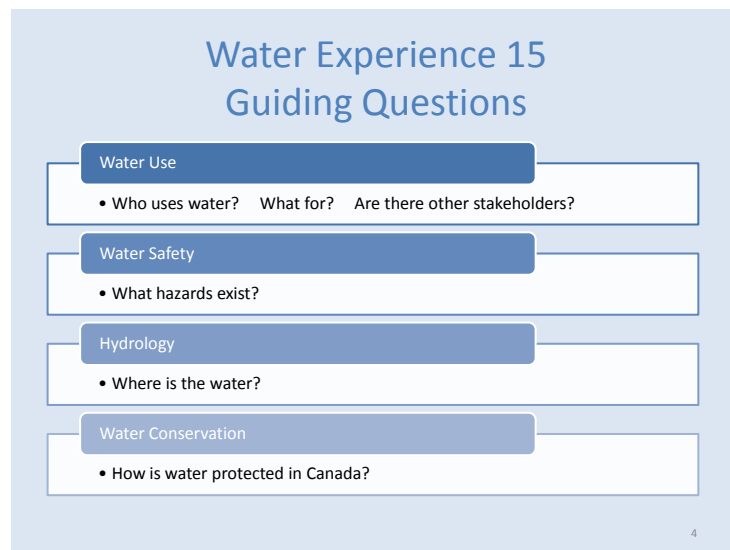 Water Experience 15
Guiding Questions
Water Use
• Who uses water? What for? Are there other stakeholders?
Water Safety
• What hazards exist?
Hydrology
• Where is the water?
Water Conservation
• How is water protected in Canada?
4